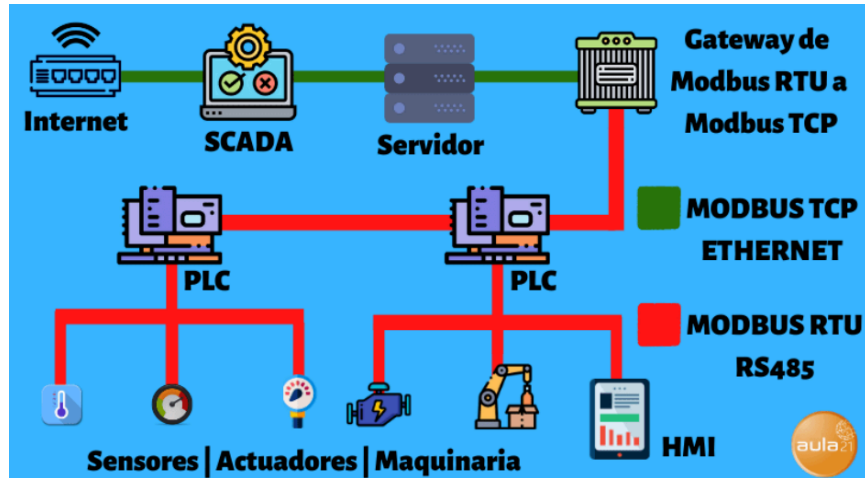 Internet
SCADA
Servidor
Gateway de
Modbus RTU a
Modbus TCP
PLC
PLC
MODBUS TCP
ETHERNET
MODBUS RTU
RS485
Sensores | Actuadores | Maquinaria
HMI
aula21